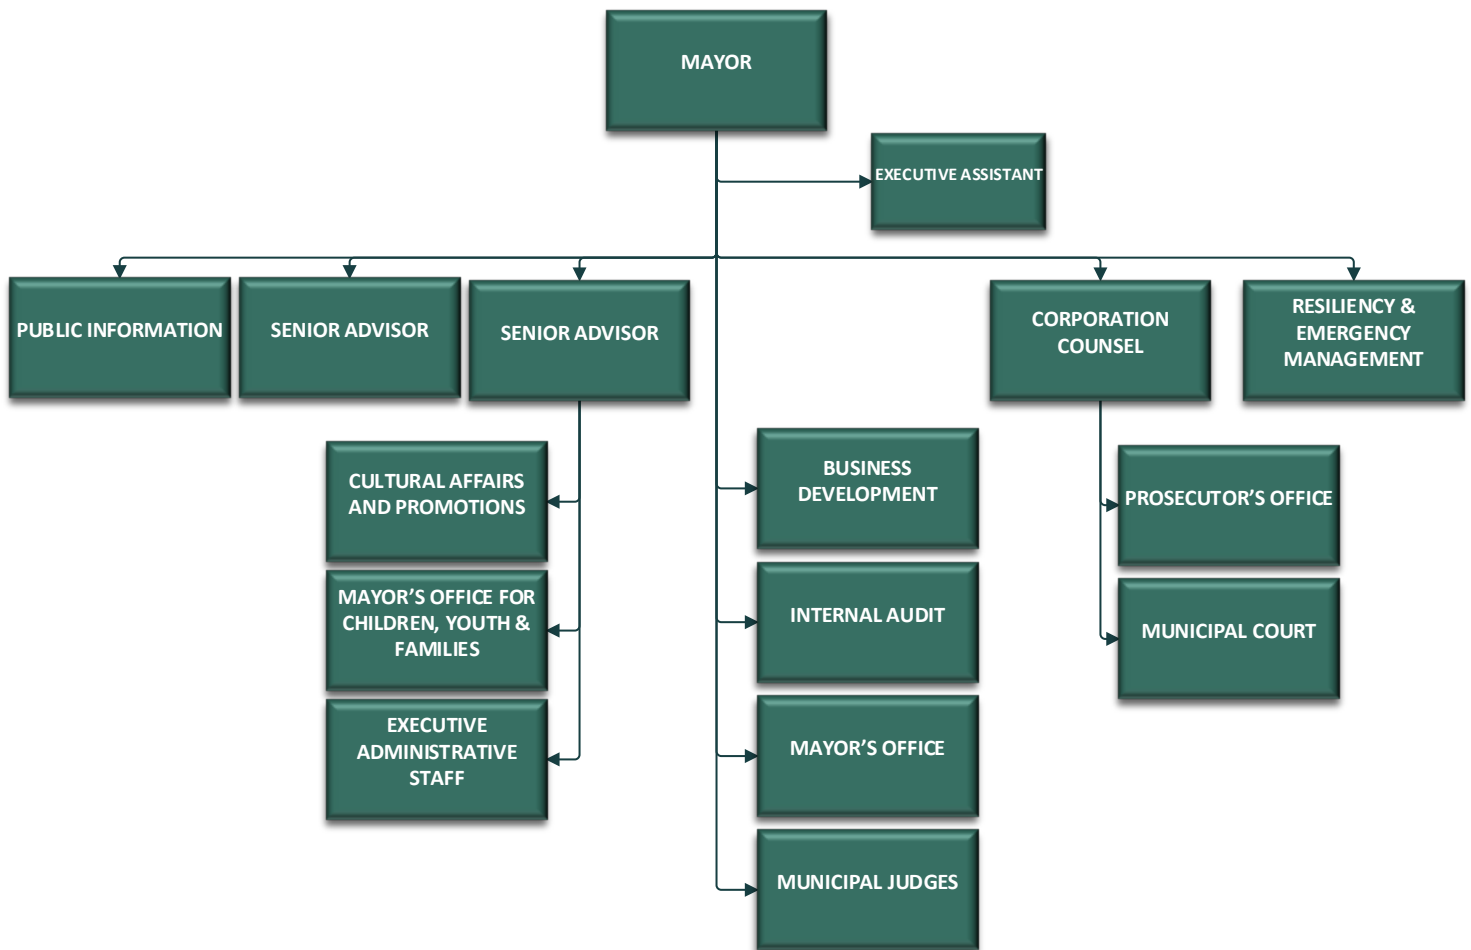 MAYOR
EXECUTIVE ASSISTANT
PUBLIC INFORMATION
SENIOR ADVISOR
SENIOR ADVISOR
CORPORATION
COUNSEL
RESILIENCY &
EMERGENCY
MANAGEMENT
CULTURAL AFFAIRS
AND PROMOTIONS
MAYOR’S OFFICE FOR
CHILDREN, YOUTH &
FAMILIES
EXECUTIVE
ADMINISTRATIVE
STAFF
BUSINESS
DEVELOPMENT
INTERNAL AUDIT
MAYOR’S OFFICE
MUNICIPAL JUDGES
PROSECUTOR’S OFFICE
MUNICIPAL COURT